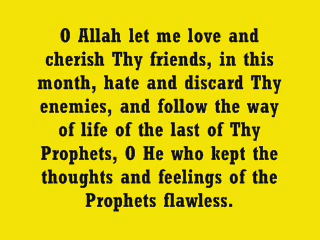 O Allah let me love and
cherish Thy friends, in this
month, hate and discard Thy
enemies, and follow the way
of life of the last of Thy
Prophets, O He who kept the
thoughts and feelings of the
Prophets flawless.